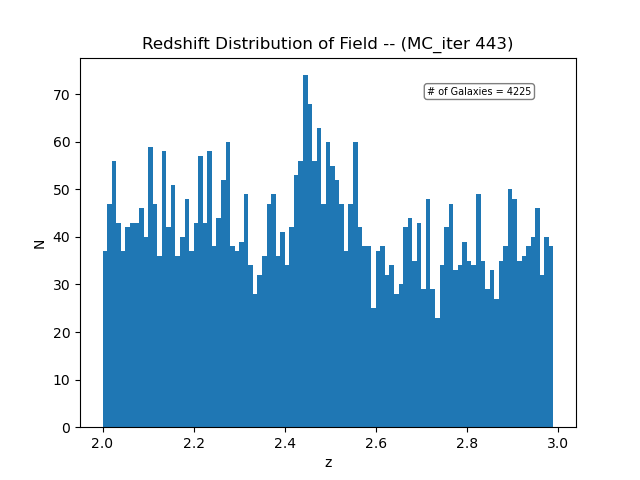 Redshift Distribution of Field -- (MC_iter 443)
# of Galaxies = 4225
70
60
50
40
30
20
10
0
N
2.0 2.2 2.4 2.6 2.8 3.0
z